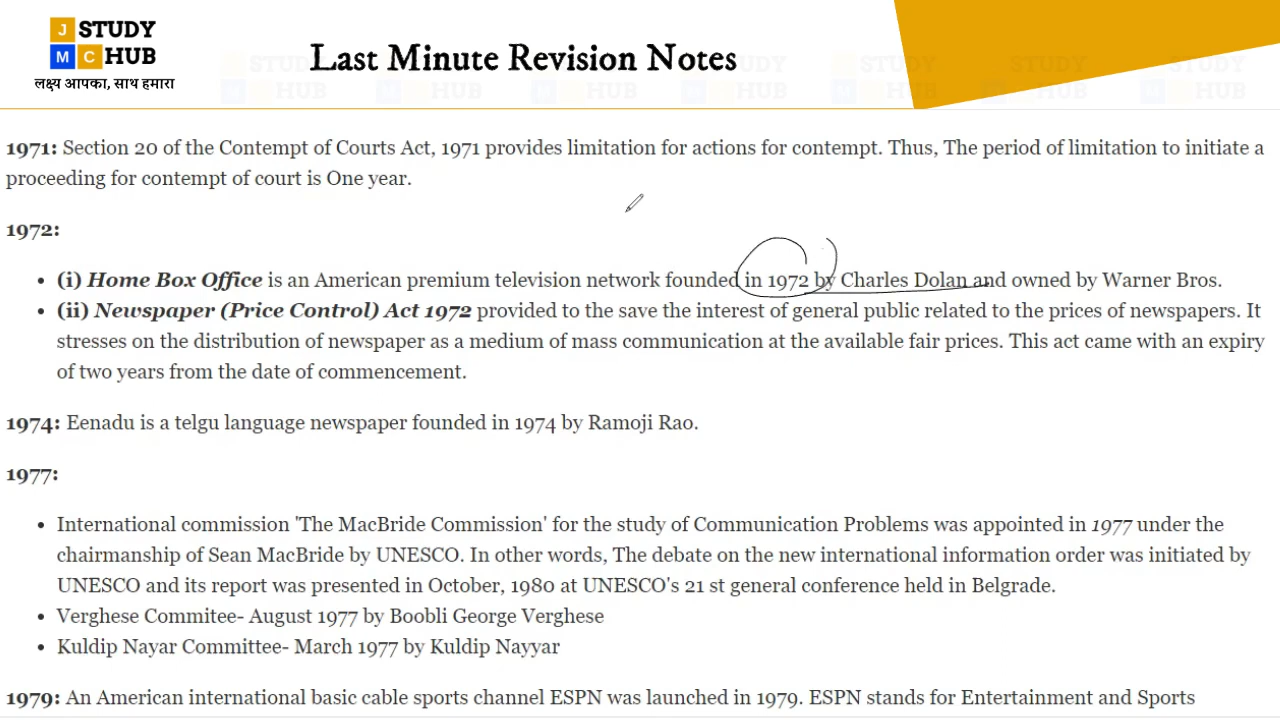 J STUDY
M C HUB
लक्ष्य आपका, साथ हमारा
Last Minute Revision Notes
1971: Section 20 of the Contempt of Courts Act, 1971 provides limitation for actions for contempt. Thus, The period of limitation to initiate a
proceeding for contempt of court is One year.
1972:
• (i) Home Box Office is an American premium television network founded in 1972 by Charles Dolan and owned by Warner Bros.
• (ii) Newspaper (Price Control) Act 1972 provided to the save the interest of general public related to the prices of newspapers. It
stresses on the distribution of newspaper as a medium of mass communication at the available fair prices. This act came with an expiry
of two years from the date of commencement.
1974: Eenadu is a telgu language newspaper founded in 1974 by Ramoji Rao.
1977:
• International commission 'The MacBride Commission' for the study of Communication Problems was appointed in 1977 under the
chairmanship of Sean MacBride by UNESCO. In other words, The debate on the new international information order was initiated by
UNESCO and its report was presented in October, 1980 at UNESCO's 21 st general conference held in Belgrade.
• Verghese Commitee- August 1977 by Boobli George Verghese
• Kuldip Nayar Committee- March 1977 by Kuldip Nayyar
1979: An American international basic cable sports channel ESPN was launched in 1979. ESPN stands for Entertainment and Sports